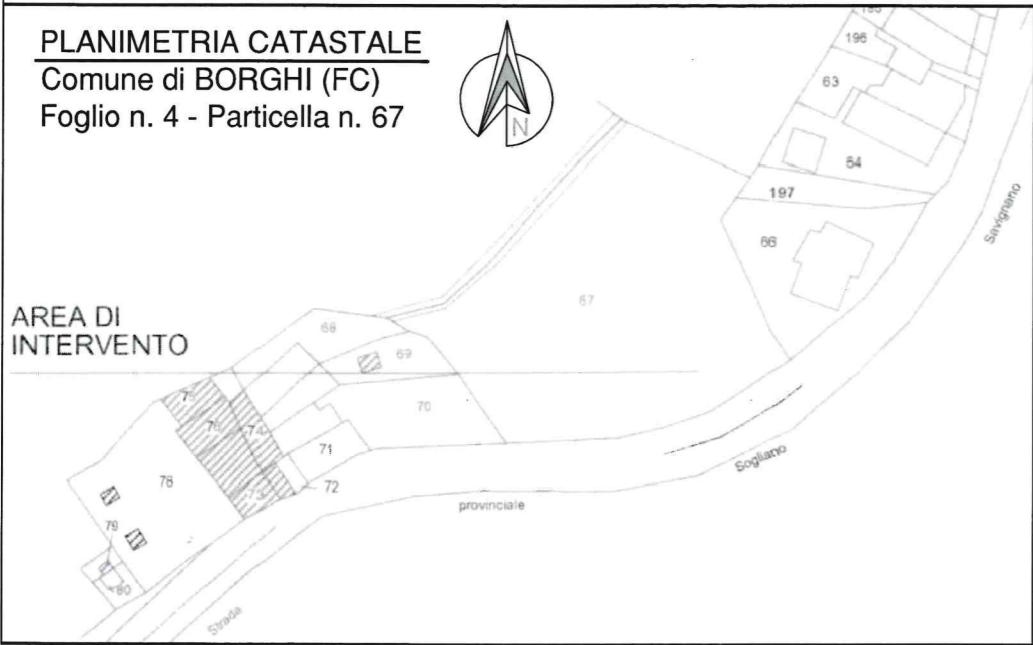 PLANIMETRIA CATASTALE
Comune di BORGHI (FC)
Foglio n. 4 - Particella n. 67
N
195
196
63
64
197
66
Savignano
67
AREA DI
INTERVENTO
68
69
70
75
76
74
71
78
73
72
79
80
provinciale
Sogliano
Strada